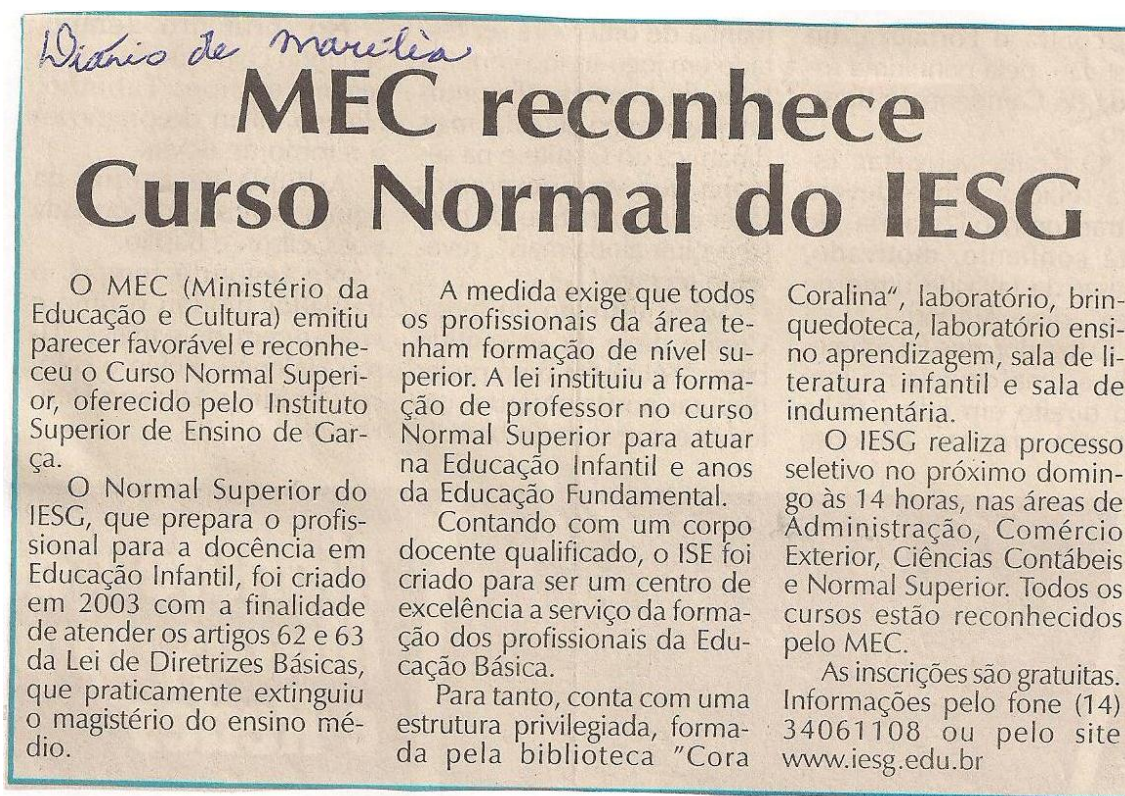 Diário de Marília
MEC reconhece
Curso Normal do IESG
O MEC (Ministério da
Educação e Cultura) emitiu
parecer favorável e reconhe-
ceu o Curso Normal Superi-
or, oferecido pelo Instituto
Superior de Ensino de Gar-
ça.
O Normal Superior do
IESG, que prepara o profis-
sional para a docência em
Educação Infantil, foi criado
em 2003 com a finalidade
de atender os artigos 62 e 63
da Lei de Diretrizes Básicas,
que praticamente extinguiu
o magistério do ensino mé-
dio.
A medida exige que todos
os profissionais da área te-
nham formação de nível su-
perior. A lei instituiu a forma-
ção de professor no curso
Normal Superior para atuar
na Educação Infantil e anos
da Educação Fundamental.
Contando com um corpo
docente qualificado, o ISE foi
criado para ser um centro de
excelência a serviço da forma-
ção dos profissionais da Edu-
cação Básica.
Para tanto, conta com uma
estrutura privilegiada, forma-
da pela biblioteca "Cora
Coralina", laboratório, brin-
quedoteca, laboratório ensi-
no aprendizagem, sala de li-
teratura infantil e sala de
indumentária.
O IESG realiza processo
seletivo no próximo domin-
go às 14 horas, nas áreas de
Administração, Comércio
Exterior, Ciências Contábeis
e Normal Superior. Todos os
cursos estão reconhecidos
pelo MEC.
As inscrições são gratuitas.
Informações pelo fone (14)
34061108 ou pelo site
www.iesg.edu.br